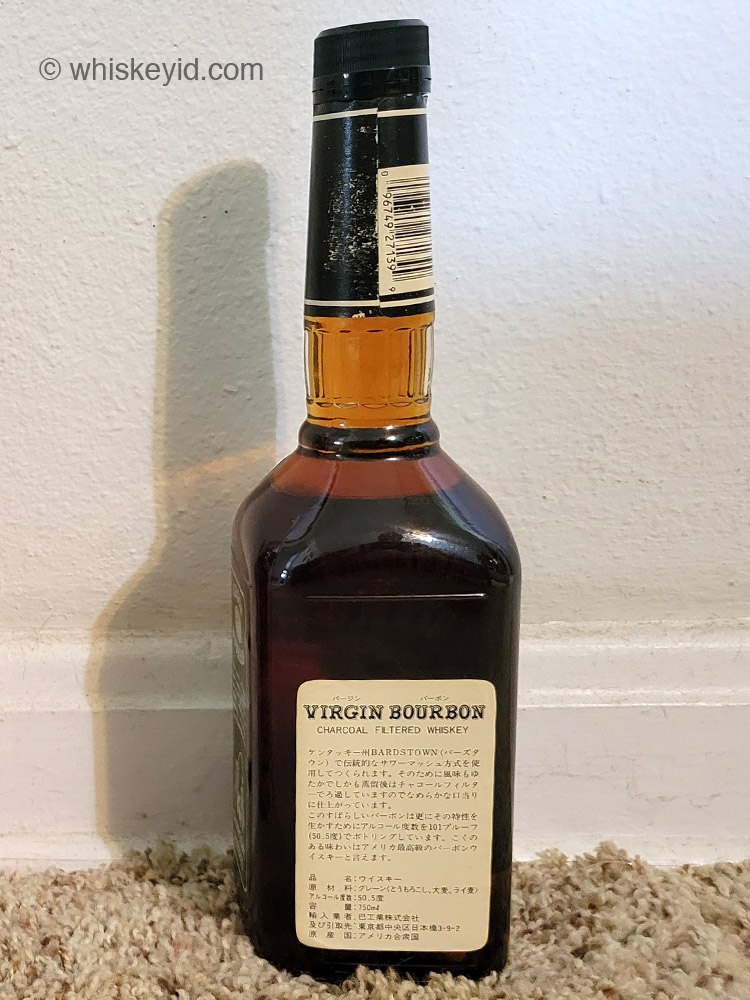 © whiskeyid.com
0 96749 27139 9
バージン バーボン
VIRGIN BOURBON
CHARCOAL FILTERED WHISKEY
ケンタッキー州BARDSTOWN(バーズタ
ウン)で伝統的なサワーマッシュ方式を使
用してつくられます。そのために風味もゆ
たかでしかも蒸留後はチャコールフィルタ
ーでろ過していますのでなめらかな口当り
に仕上がっています。
このすばらしいバーボンは更にその特性を
生かすためにアルコール度数を101プルーフ
(50.5度)でボトリングしています。こくの
ある味わいはアメリカ最高級のバーボンウ
イスキーと言えます。
品名:ウイスキー
原材料:グレーン(とうもろこし、大麦、ライ麦)
アルコール度数:50.5度
容量:750ml
輸入業者:巴工業株式会社
及び引取先:東京都中央区日本橋3-9-2
原産国:アメリカ合衆国